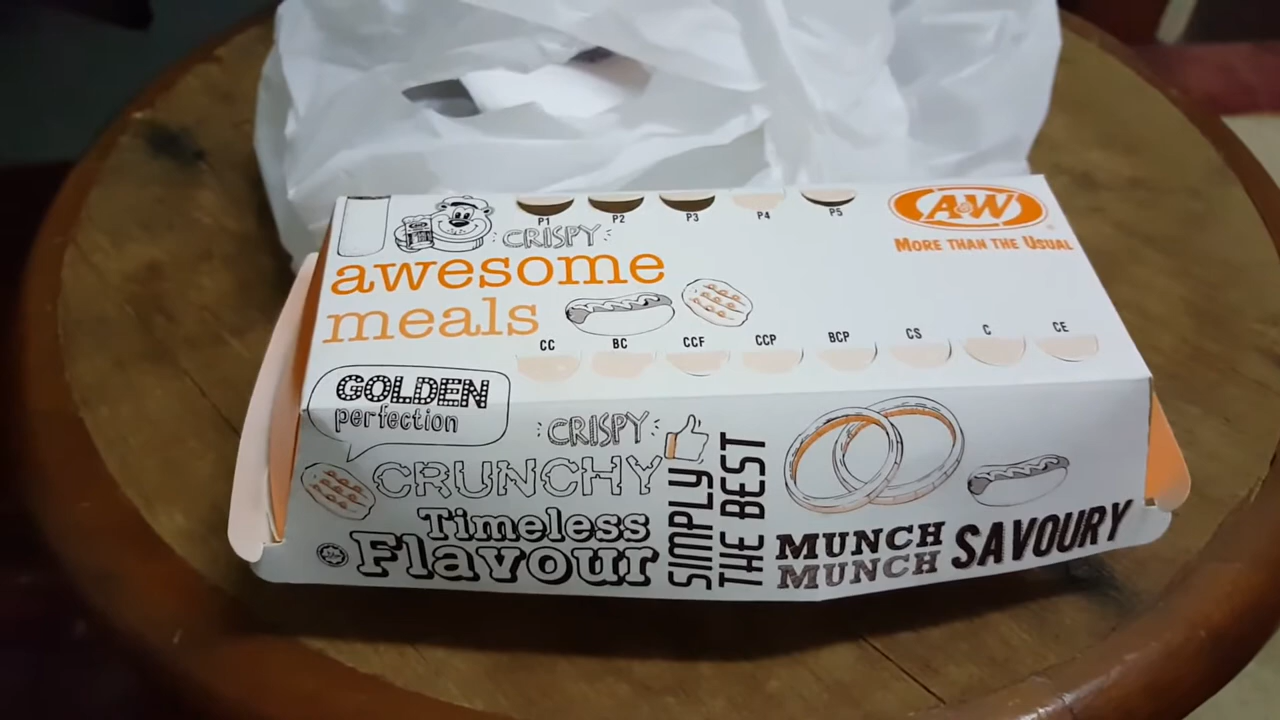 P1 P2 P3 P4 P5
A&W
MORE THAN THE USUAL
CRISPY
awesome
meals
CC BC CCF CCP BCP CS C CE
GOLDEN
perfection
CRISPY
CRUNCHY
Timeless
Flavour
SIMPLY
THE BEST
MUNCH
MUNCH
SAVOURY